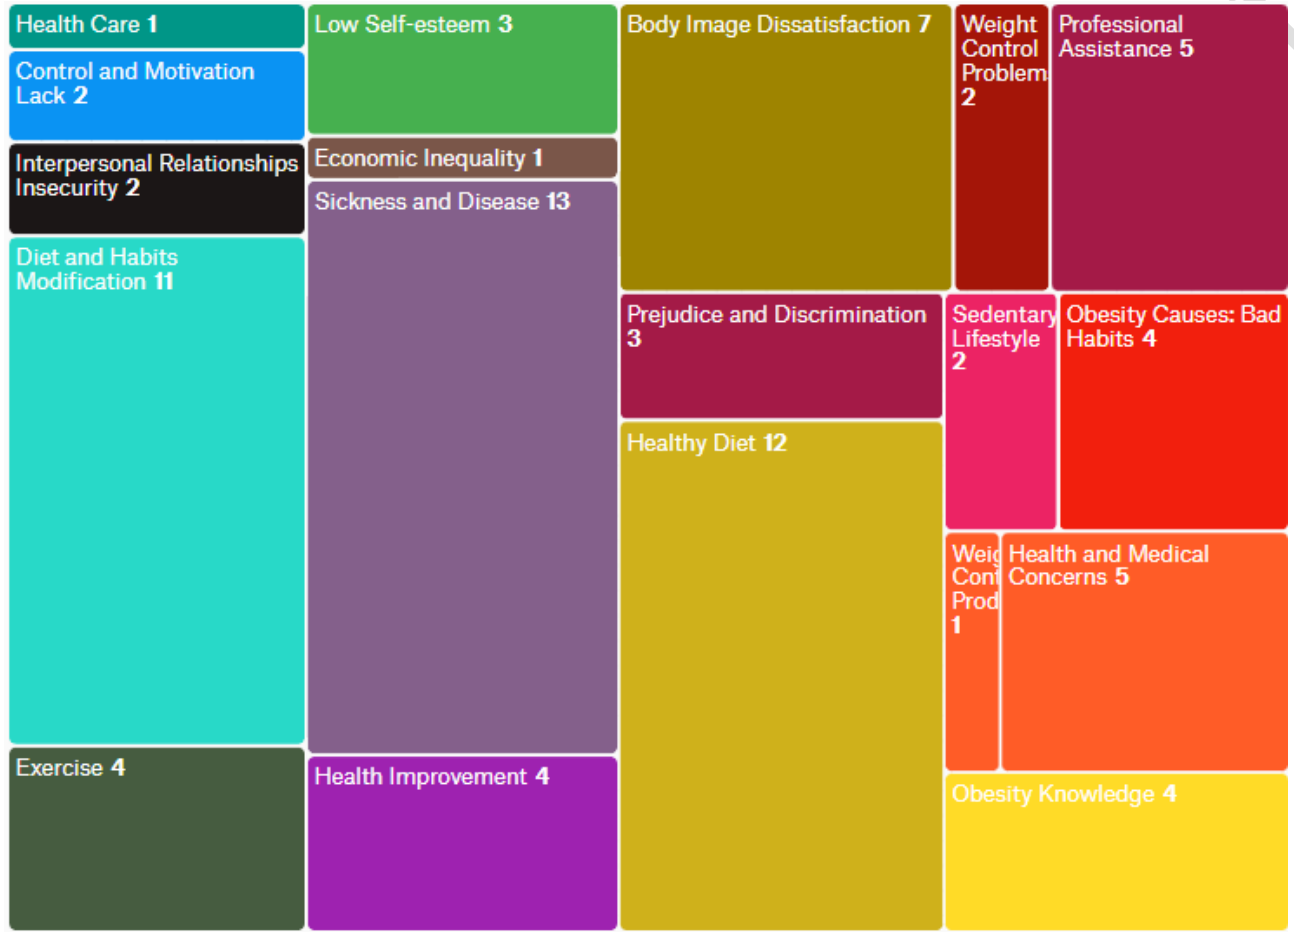 Health Care 1
Control and Motivation
Lack 2
Interpersonal Relationships
Insecurity 2
Diet and Habits
Modification 11
Exercise 4
Low Self-esteem 3
Economic Inequality 1
Sickness and Disease 13
Health Improvement 4
Body Image Dissatisfaction 7
Prejudice and Discrimination
3
Healthy Diet 12
Weight
Control
Problem
2
Professional
Assistance 5
Sedentary
Lifestyle
2
Obesity Causes: Bad
Habits 4
Weig
Cont
Prod
1
Health and Medical
Concerns 5
Obesity Knowledge 4